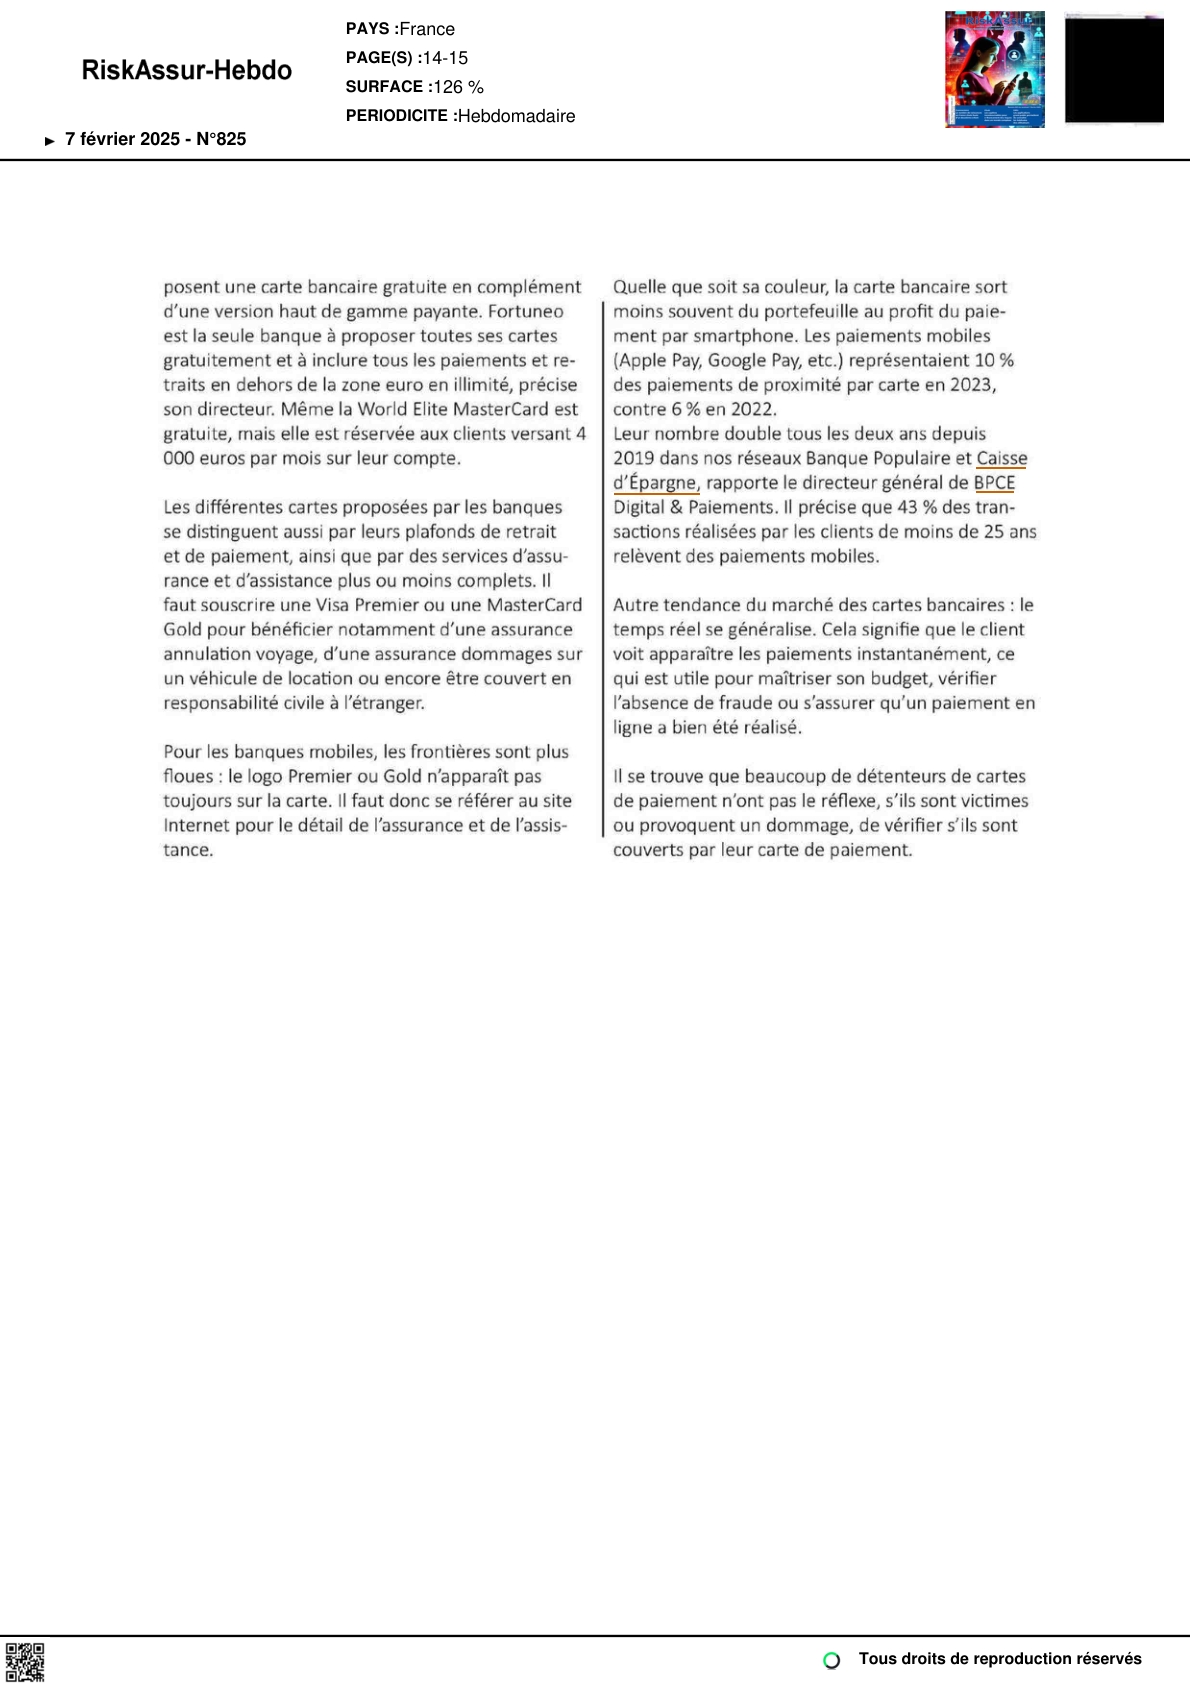 RiskAssur-Hebdo
► 7 février 2025 - N°825
PAYS :France
PAGE(S) :14-15
SURFACE :126 %
PERIODICITE :Hebdomadaire
posent une carte bancaire gratuite en complément
d’une version haut de gamme payante. Fortuneo
est la seule banque à proposer toutes ses cartes
gratuitement et à inclure tous les paiements et re-
traits en dehors de la zone euro en illimité, précise
son directeur. Même la World Elite MasterCard est
gratuite, mais elle est réservée aux clients versant 4
000 euros par mois sur leur compte.
Les différentes cartes proposées par les banques
se distinguent aussi par leurs plafonds de retrait
et de paiement, ainsi que par des services d’assu-
rance et d’assistance plus ou moins complets. Il
faut souscrire une Visa Premier ou une MasterCard
Gold pour bénéficier notamment d’une assurance
annulation voyage, d’une assurance dommages sur
un véhicule de location ou encore être couvert en
responsabilité civile à l’étranger.
Pour les banques mobiles, les frontières sont plus
floues : le logo Premier ou Gold n’apparaît pas
toujours sur la carte. Il faut donc se référer au site
Internet pour le détail de l’assurance et de l’assis-
tance.
Quelle que soit sa couleur, la carte bancaire sort
moins souvent du portefeuille au profit du paie-
ment par smartphone. Les paiements mobiles
(Apple Pay, Google Pay, etc.) représentaient 10 %
des paiements de proximité par carte en 2023,
contre 6 % en 2022.
Leur nombre double tous les deux ans depuis
2019 dans nos réseaux Banque Populaire et Caisse
d’Épargne, rapporte le directeur général de BPCE
Digital & Paiements. Il précise que 43 % des tran-
sactions réalisées par les clients de moins de 25 ans
relèvent des paiements mobiles.
Autre tendance du marché des cartes bancaires : le
temps réel se généralise. Cela signifie que le client
voit apparaître les paiements instantanément, ce
qui est utile pour maîtriser son budget, vérifier
l’absence de fraude ou s’assurer qu’un paiement en
ligne a bien été réalisé.
Il se trouve que beaucoup de détenteurs de cartes
de paiement n’ont pas le réflexe, s’ils sont victimes
ou provoquent un dommage, de vérifier s’ils sont
couverts par leur carte de paiement.
Tous droits de reproduction réservés